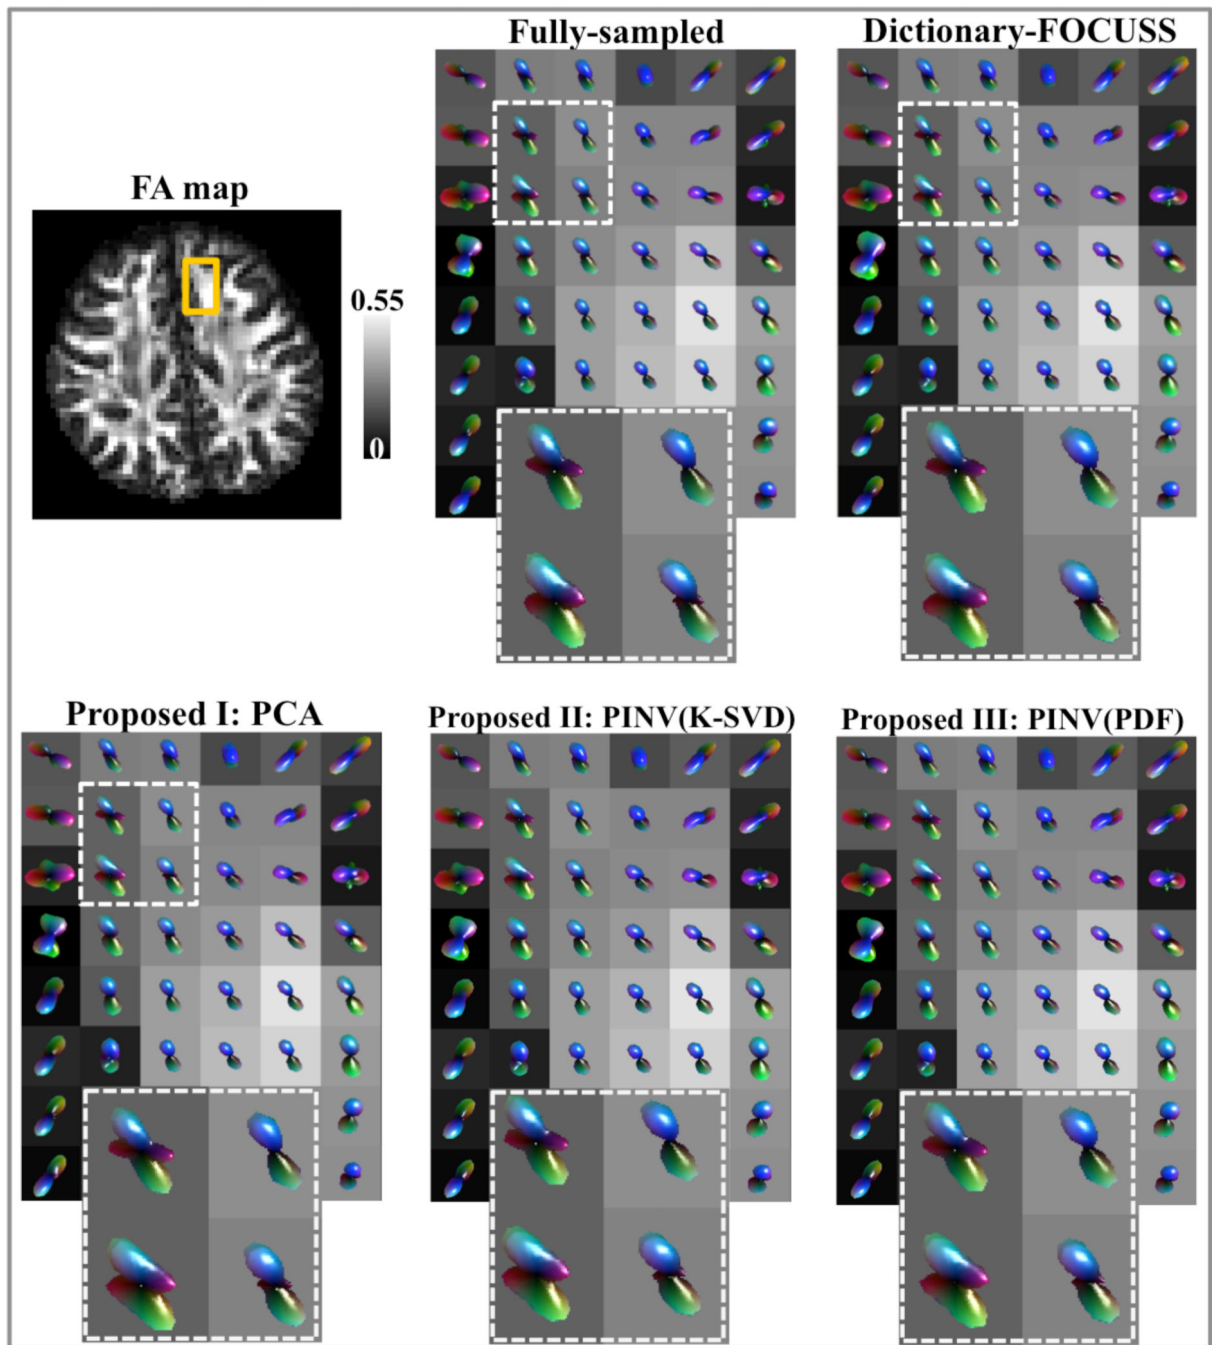 Fully-sampled
Dictionary-FOCUSS
FA map
0.55
0
Proposed I: PCA
Proposed II: PINV(K-SVD)
Proposed III: PINV(PDF)